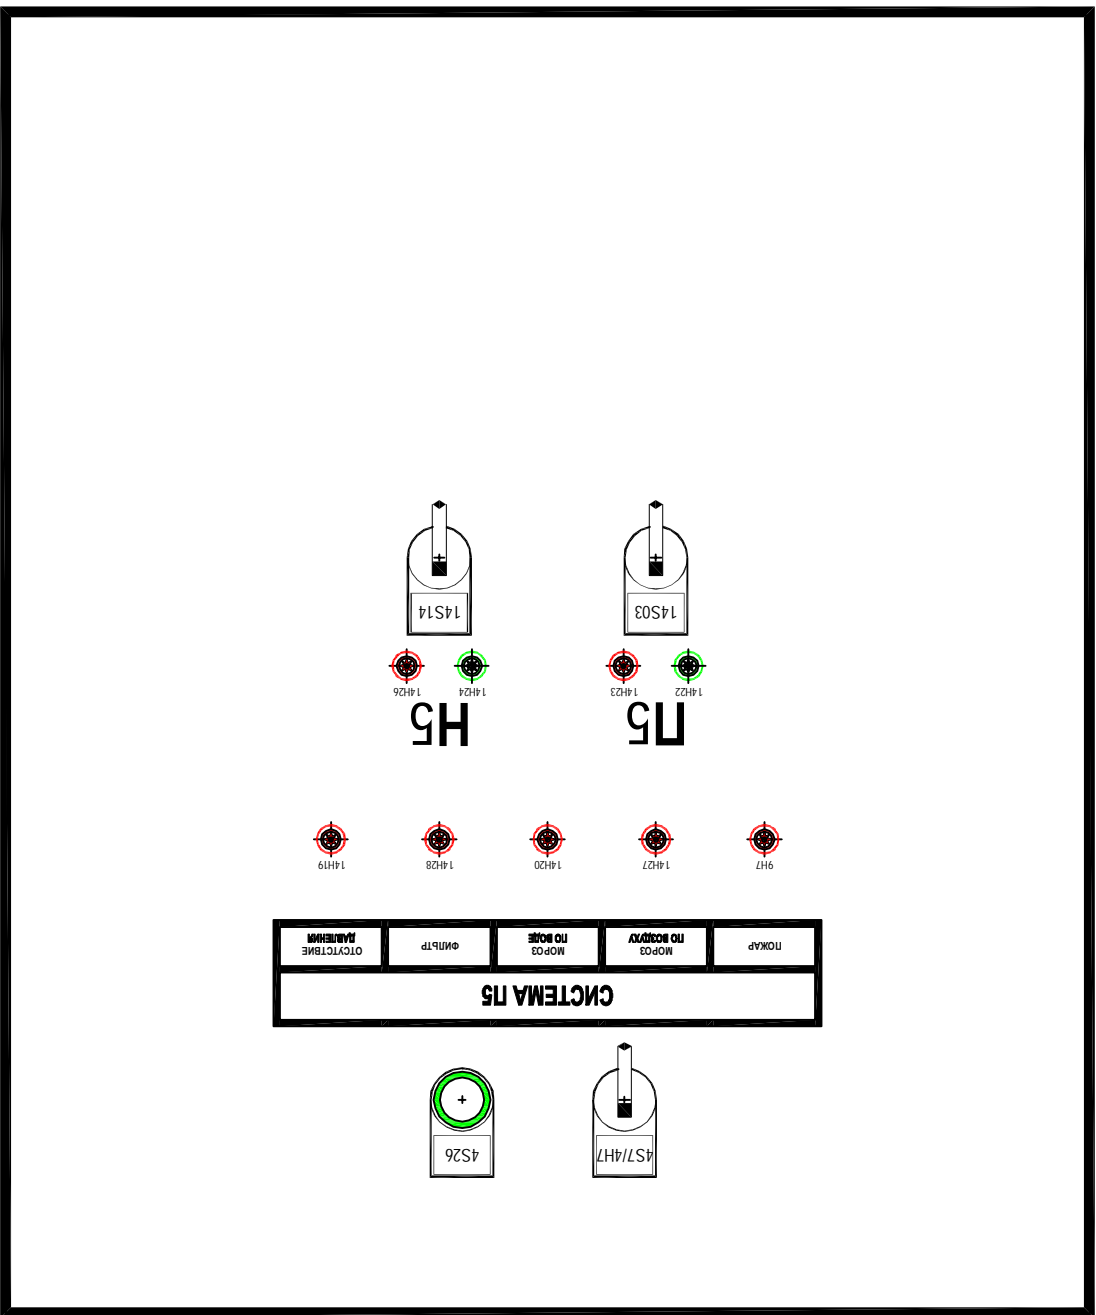 4S7/4H7
4S26
СИСТЕМА П5
ПОЖАР
МОРОЗ
ПО ВОЗДУХУ
МОРОЗ
ПО ВОДЕ
ФИЛЬТР
ОТСУТСТВИЕ
ДАВЛЕНИЯ
9H7
14H27
14H20
14H28
14H19
П5
Н5
14H22
14H23
14H24
14H26
14S03
14S14